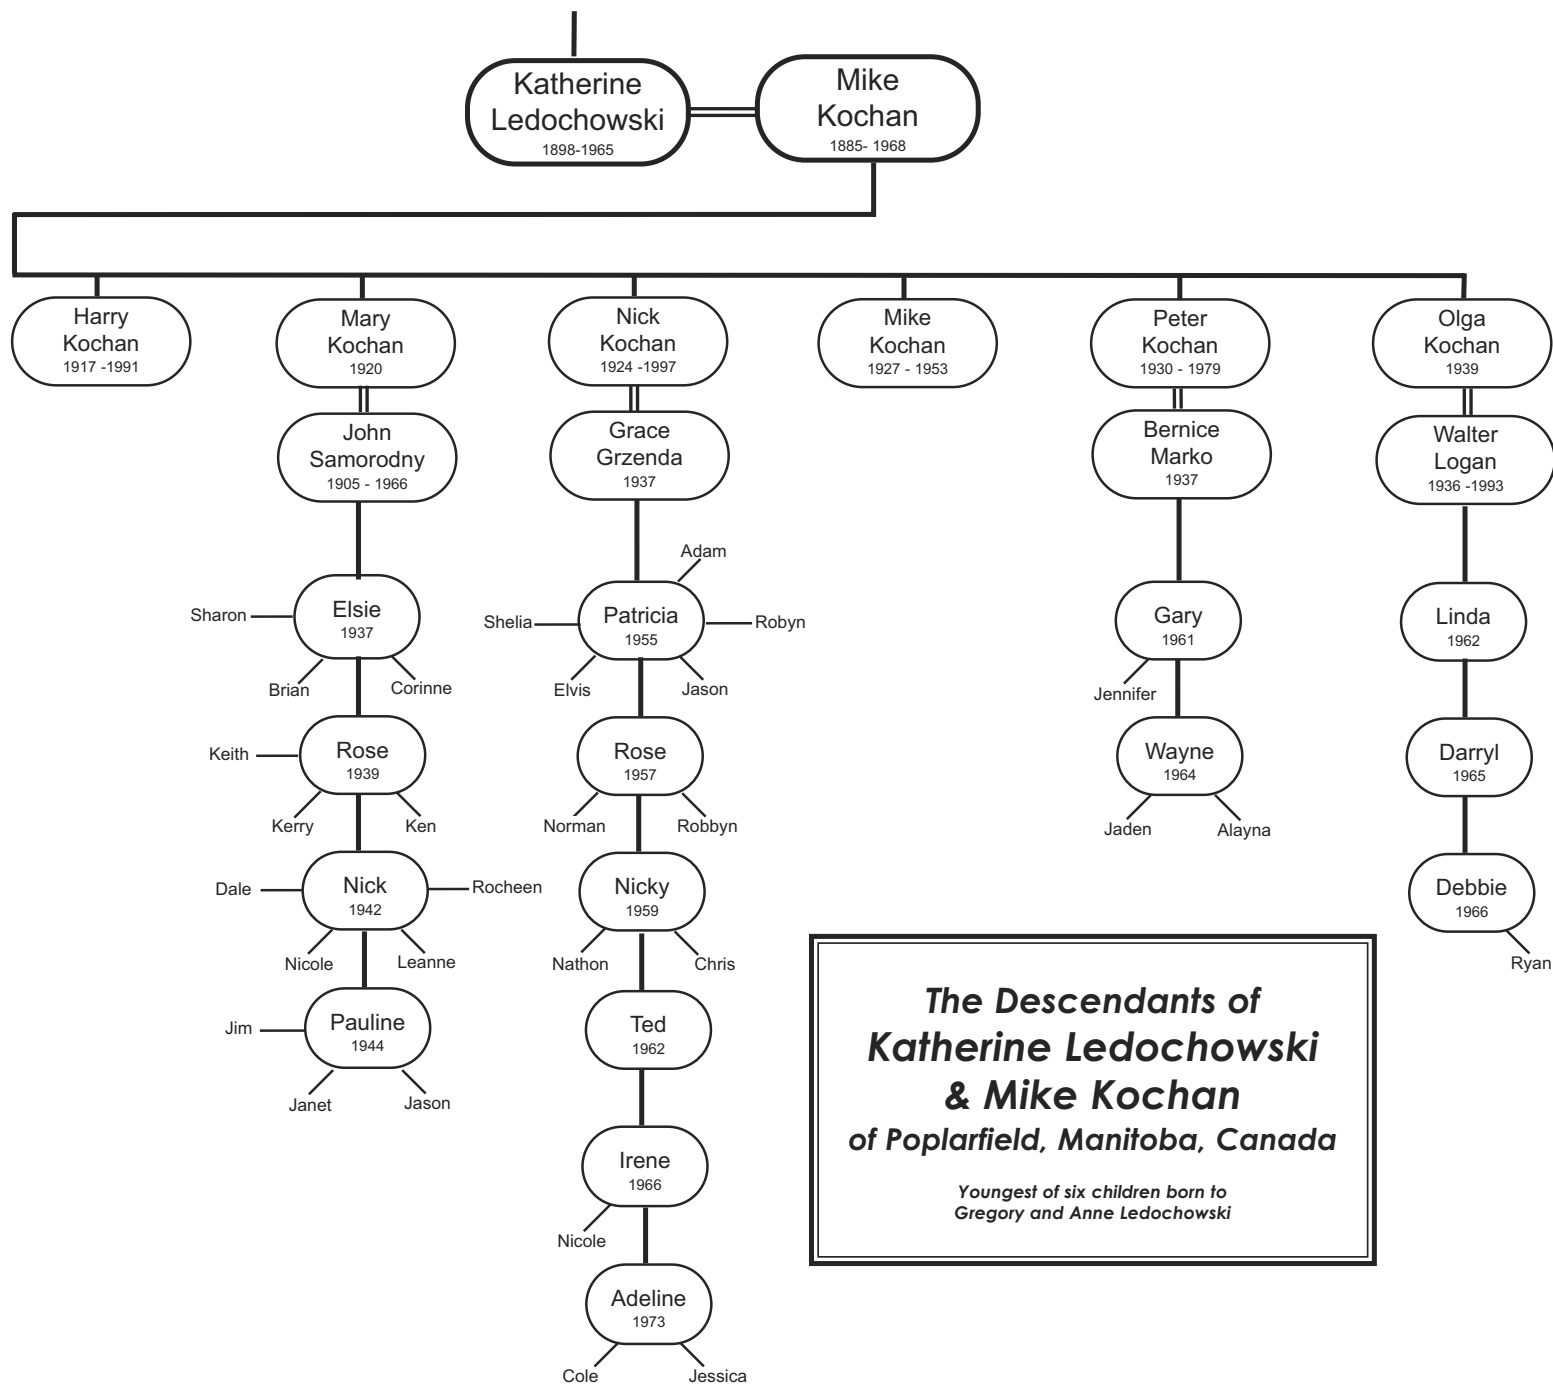 Katherine
Ledochowski
1898-1965
Mike
Kochan
1885- 1968
Harry
Kochan
1917 -1991
Mary
Kochan
1920
Nick
Kochan
1924 -1997
Mike
Kochan
1927 - 1953
Peter
Kochan
1930 - 1979
Olga
Kochan
1939
John
Samorodny
1905 - 1966
Grace
Grzenda
1937
Bernice
Marko
1937
Walter
Logan
1936 -1993
Sharon
Elsie
1937
Brian
Corinne
Keith
Rose
1939
Kerry
Ken
Dale
Nick
1942
Rocheen
Nicole
Leanne
Jim
Pauline
1944
Janet
Jason
Adam
Shelia
Patricia
1955
Robyn
Elvis
Jason
Rose
1957
Norman
Robbyn
Nicky
1959
Nathon
Chris
Ted
1962
Irene
1966
Nicole
Adeline
1973
Cole
Jessica
Gary
1961
Jennifer
Wayne
1964
Jaden
Alayna
Linda
1962
Darryl
1965
Debbie
1966
Ryan
The Descendants of
Katherine Ledochowski
& Mike Kochan
of Poplarfield, Manitoba, Canada
Youngest of six children born to
Gregory and Anne Ledochowski